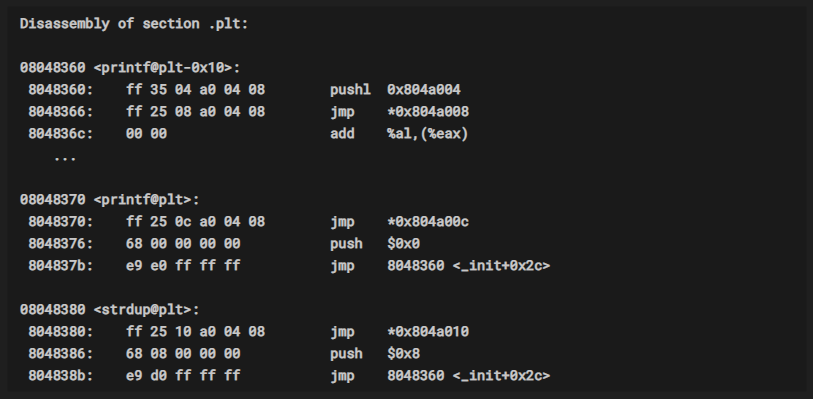 Disassembly of section .plt:
08048360 <printf@plt-0x10>:
8048360: ff 35 04 a0 04 08 pushl 0x804a004
8048366: ff 25 08 a0 04 08 jmp *0x804a008
804836c: 00 00 add %al,(%eax)
...
08048370 <printf@plt>:
8048370: ff 25 0c a0 04 08 jmp *0x804a00c
8048376: 68 00 00 00 00 push $0x0
804837b: e9 e0 ff ff ff jmp 8048360 <_init+0x2c>
08048380 <strdup@plt>:
8048380: ff 25 10 a0 04 08 jmp *0x804a010
8048386: 68 08 00 00 00 push $0x8
804838b: e9 d0 ff ff ff jmp 8048360 <_init+0x2c>